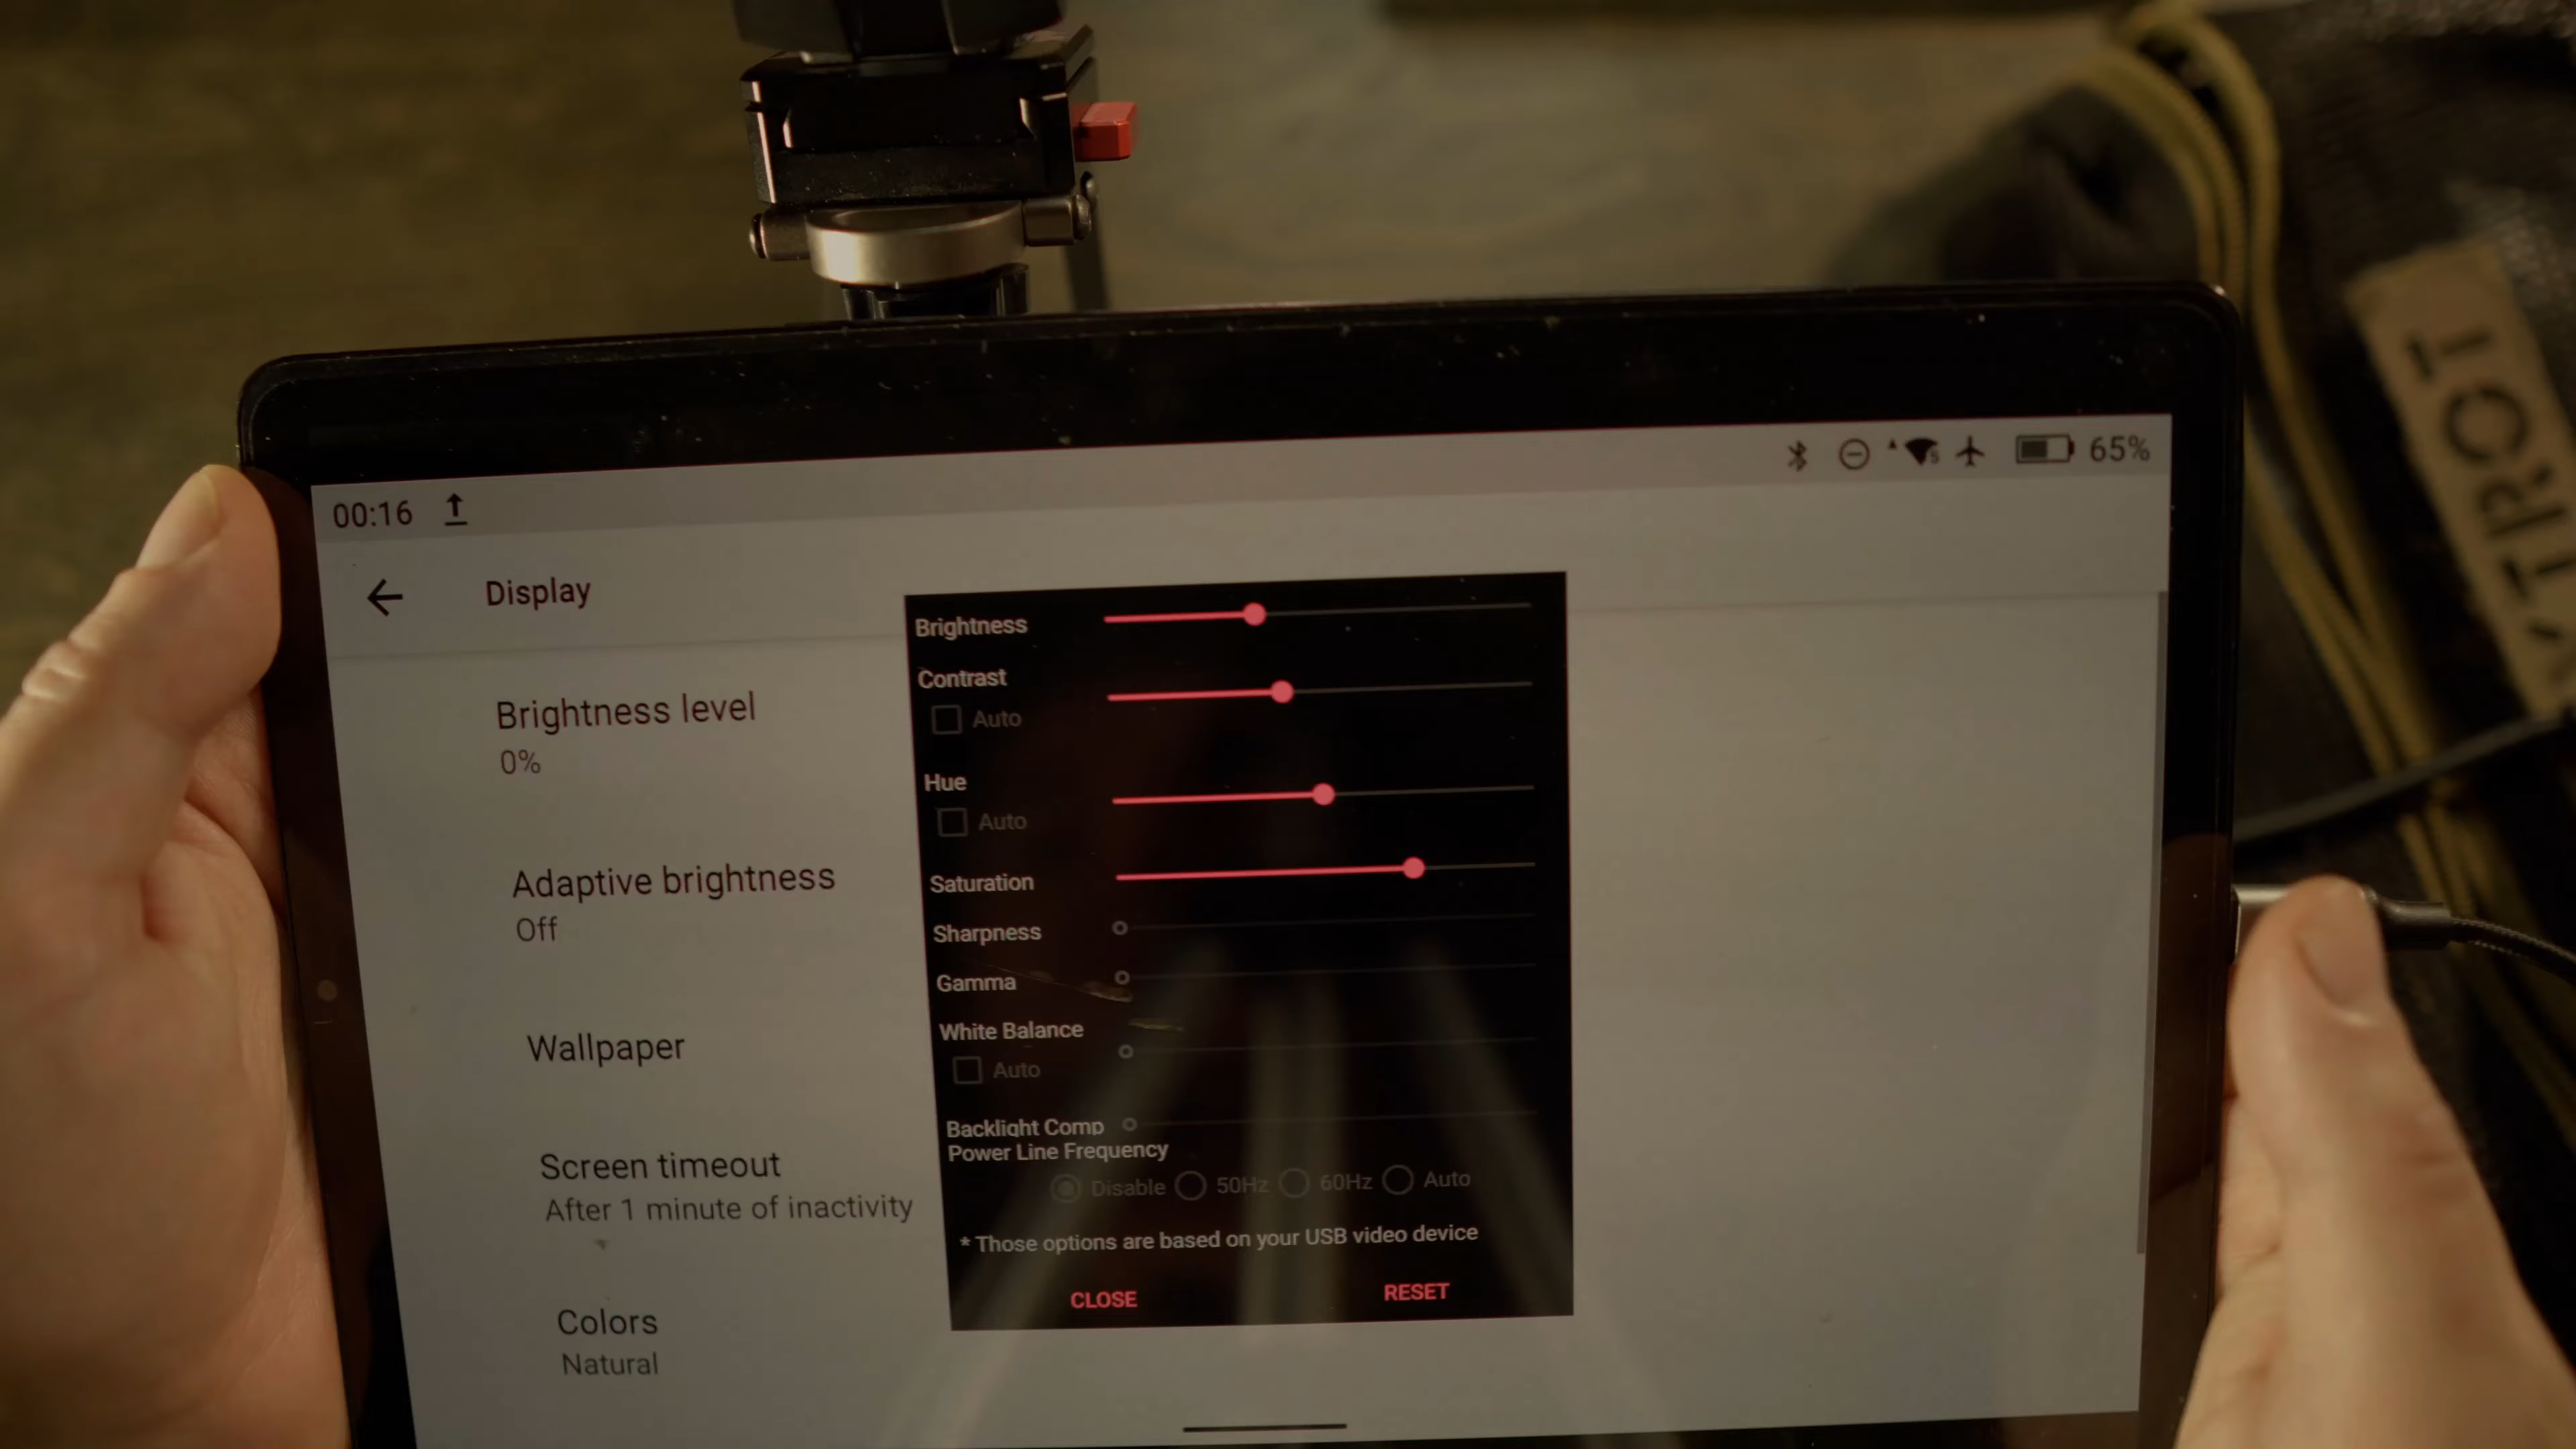 00:16
65%
Display
Brightness level
0%
Adaptive brightness
Off
Wallpaper
Screen timeout
After 1 minute of inactivity
Colors
Natural
Brightness
Contrast
Auto
Hue
Auto
Saturation
Sharpness
Gamma
White Balance
Auto
Backlight Comp
Power Line Frequency
Disable 50Hz 60Hz Auto
* Those options are based on your USB video device
CLOSE RESET